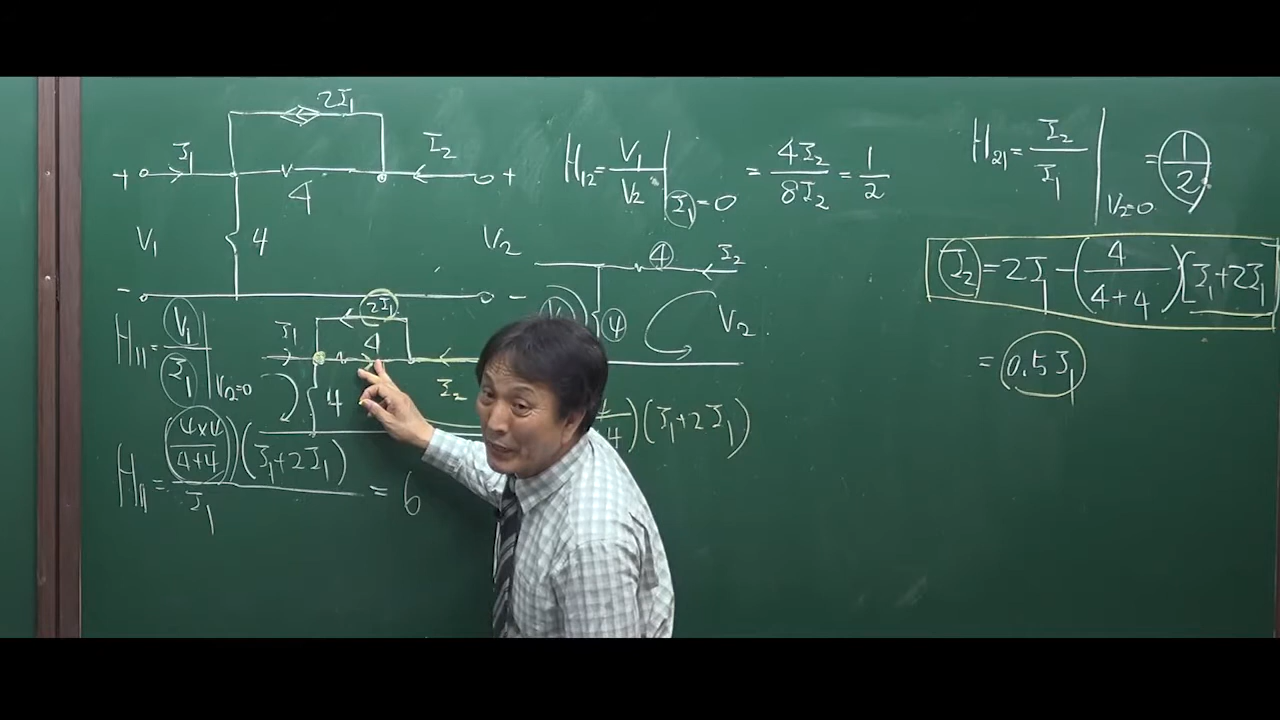 2I₁
I₁
I₂
+
4
+
V₁
4
V₂
-
-
H₁₂ = V₁/V₂ | I₁=0 = 4I₂/8I₂ = 1/2
4
I₂
4
V₂
H₂₁ = I₂/I₁ | V₂=0 = 1/2
I₂ = 2I₁ - (4/(4+4)) [I₁+2I₁
= 0.5I₁
H₁₁ = V₁/I₁ | V₂=0
2I₁
I₁
4
4
I₂
)(I₁+2I₁)
H₁₁ = ((4×4)/(4+4))(I₁+2I₁)/I₁ = 6